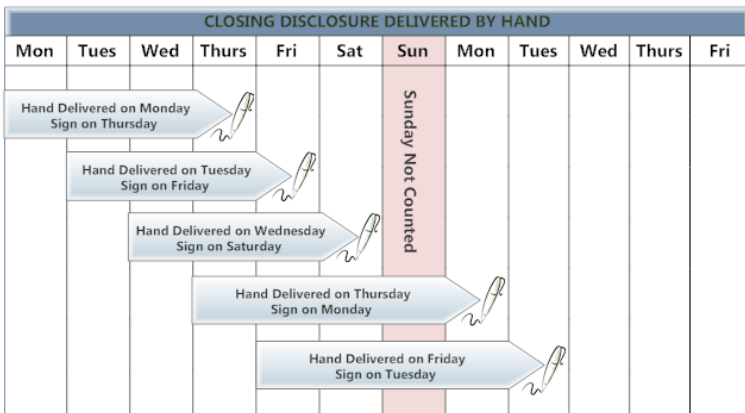 CLOSING DISCLOSURE DELIVERED BY HAND
Mon Tues Wed Thurs Fri Sat Sun Mon Tues Wed Thurs Fri
Hand Delivered on Monday
Sign on Thursday
Hand Delivered on Tuesday
Sign on Friday
Hand Delivered on Wednesday
Sign on Saturday
Sunday Not Counted
Hand Delivered on Thursday
Sign on Monday
Hand Delivered on Friday
Sign on Tuesday